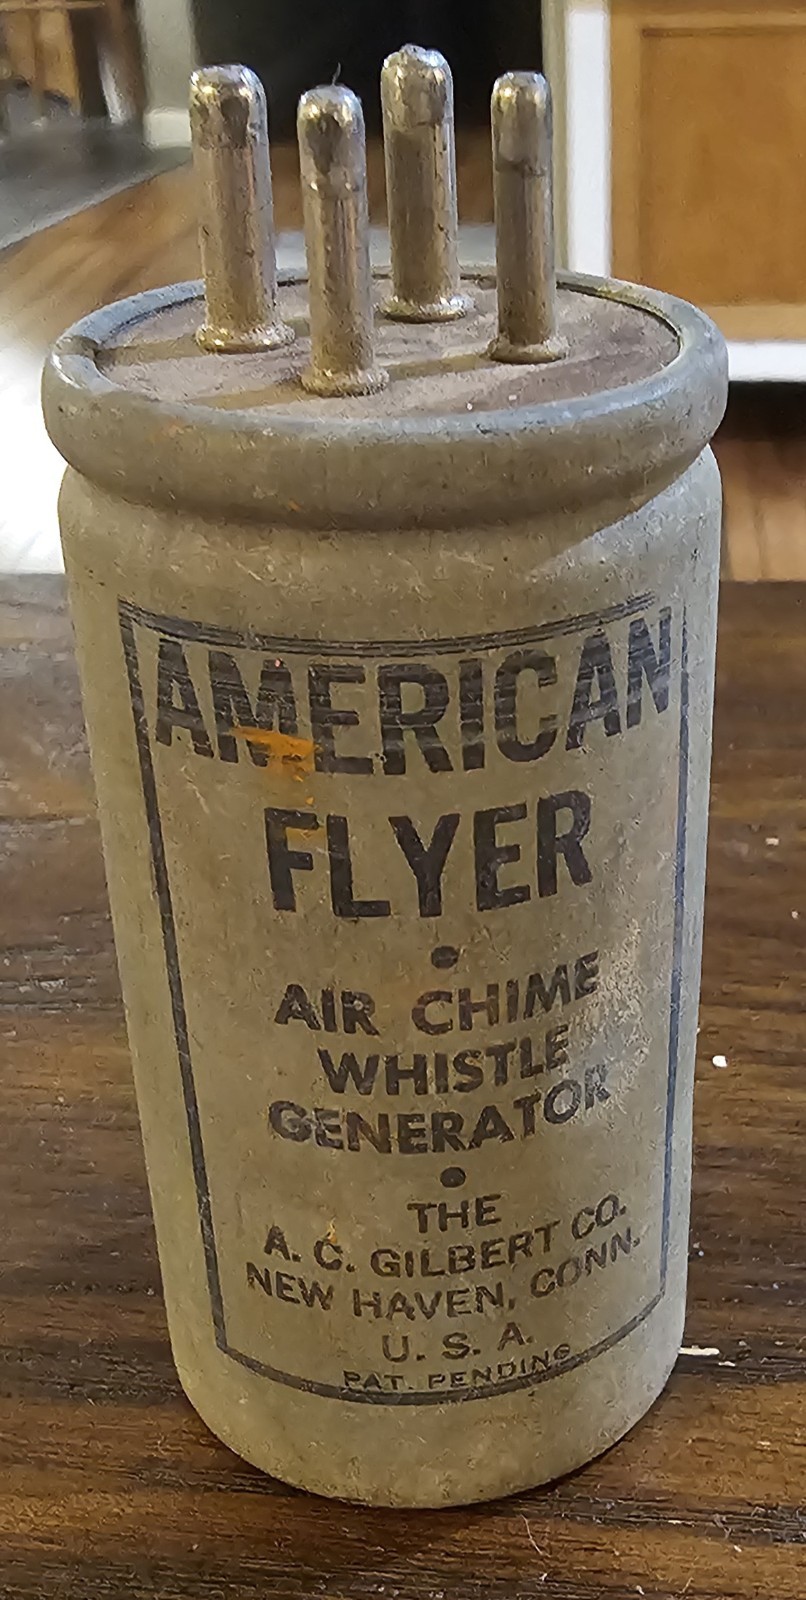 AMERICAN
FLYER
•
AIR CHIME
WHISTLE
GENERATOR
•
THE
A. C. GILBERT CO.
NEW HAVEN, CONN.
U. S. A.
PAT. PENDING